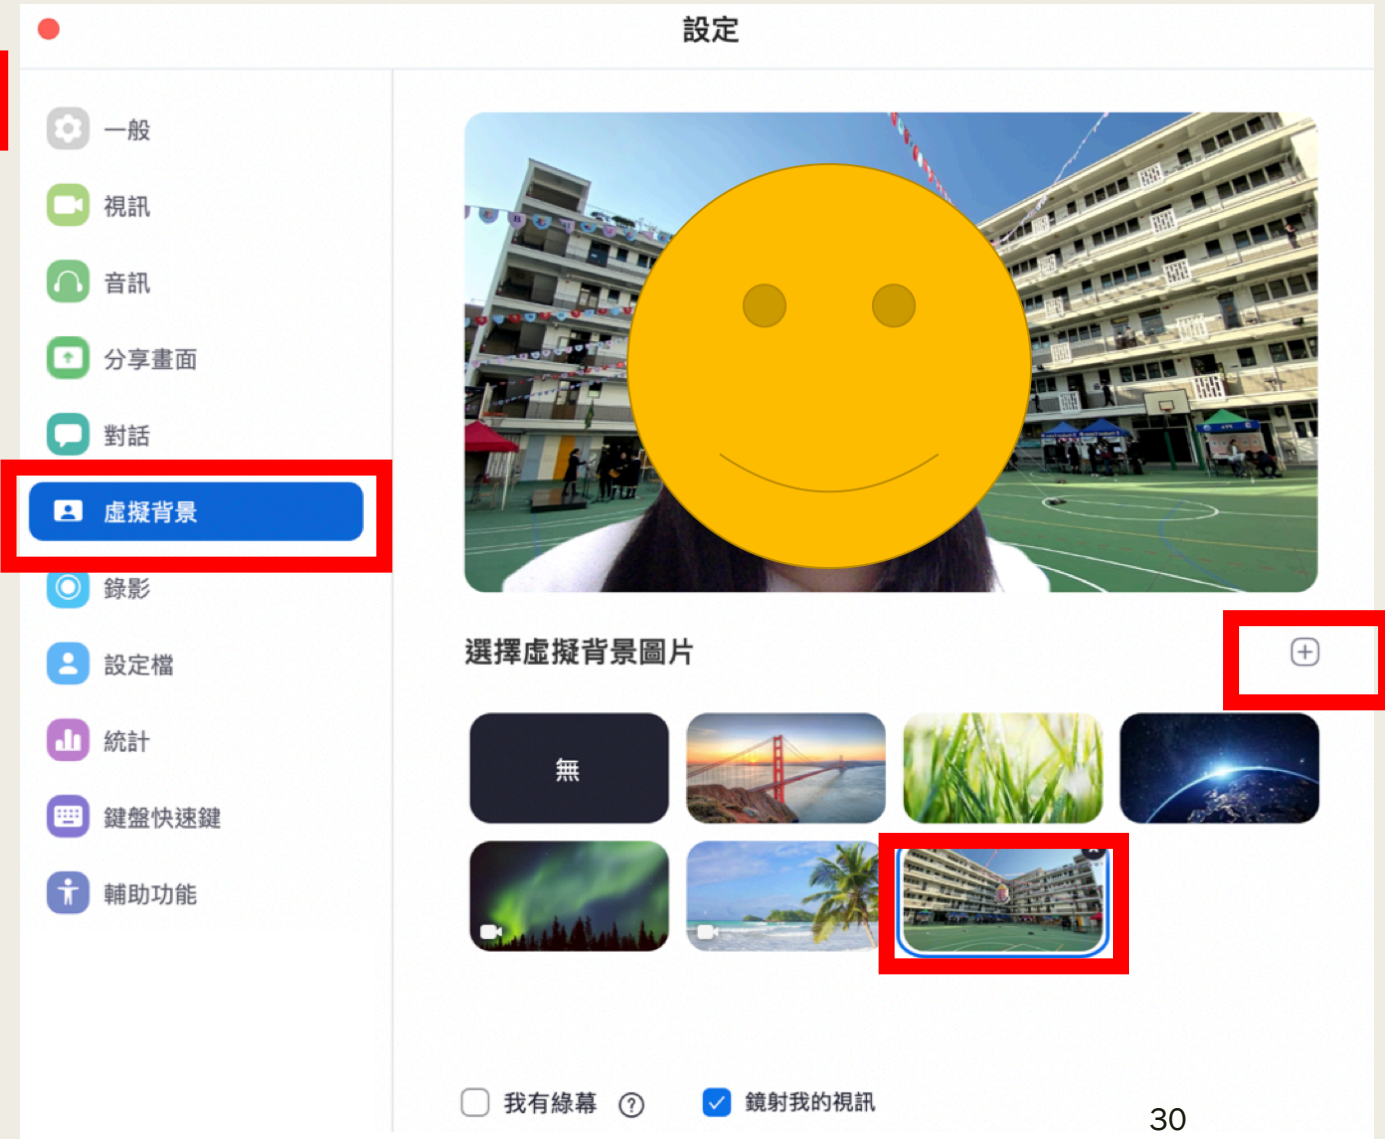 設定
一般
視訊
音訊
分享畫面
對話
虛擬背景
錄影
設定檔
統計
鍵盤快速鍵
輔助功能
選擇虛擬背景圖片
無
我有綠幕
鏡射我的視訊
30